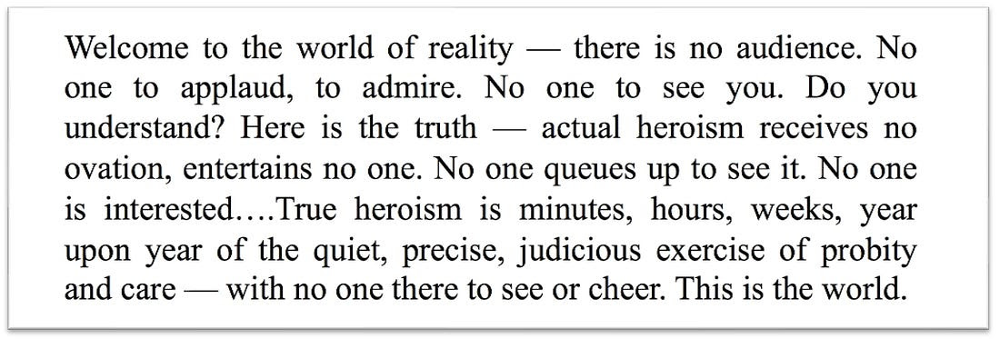 Welcome to the world of reality — there is no audience. No
one to applaud, to admire. No one to see you. Do you
understand? Here is the truth — actual heroism receives no
ovation, entertains no one. No one queues up to see it. No one
is interested….True heroism is minutes, hours, weeks, year
upon year of the quiet, precise, judicious exercise of probity
and care — with no one there to see or cheer. This is the world.